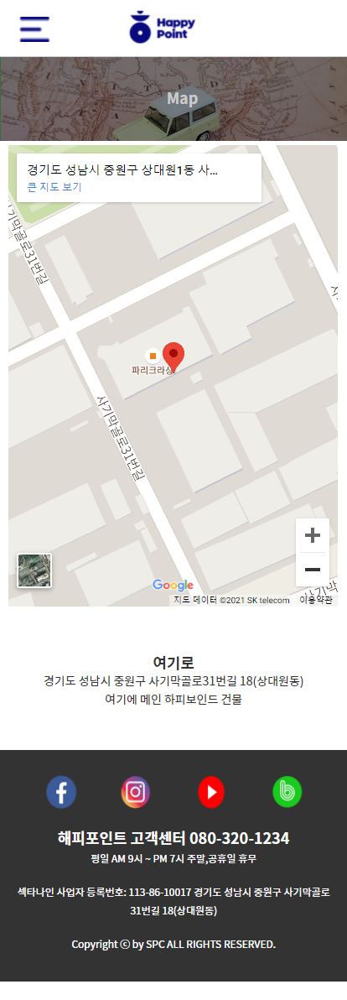 Happy
Point
Map
경기도 성남시 중원구 상대원1동 사...
큰 지도 보기
사기막골로31번길
파리크라상
사기막골로31번길
Google
지도 데이터 ©2021 SK telecom 이용약관
여기로
경기도 성남시 중원구 사기막골로31번길 18(상대원동)
여기에 메인 하피보인드 건물
해피포인트 고객센터 080-320-1234
평일 AM 9시 ~ PM 7시 주말,공휴일 휴무
섹타나인 사업자 등록번호: 113-86-10017 경기도 성남시 중원구 사기막골로
31번길 18(상대원동)
Copyright ⓒ by SPC ALL RIGHTS RESERVED.